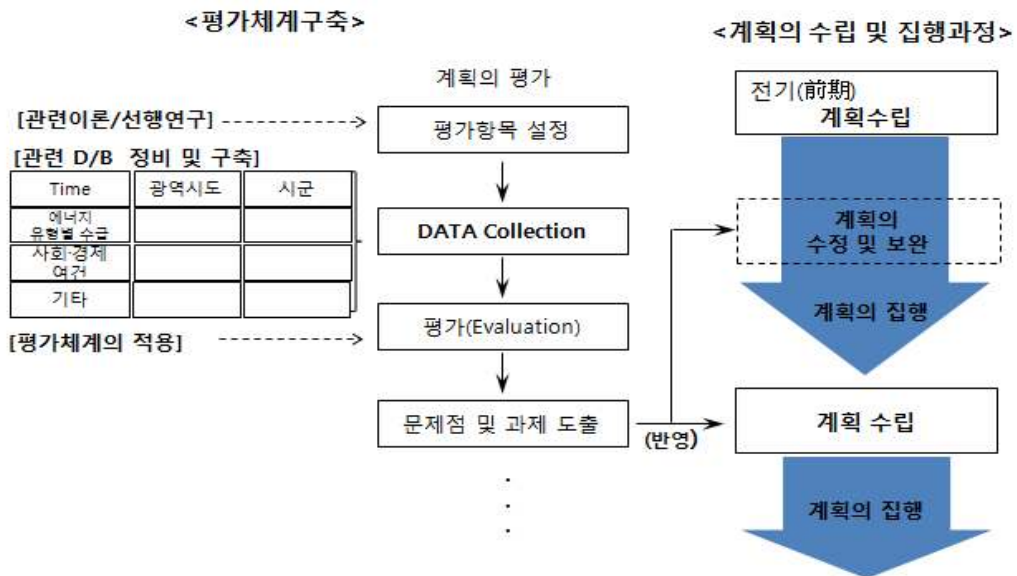 <평가체계구축>
<계획의 수립 및 집행과정>
계획의 평가
[관련이론/선행연구]
평가항목 설정
[관련 D/B 정비 및 구축]
Time
광역시도
시군
에너지
유형별 수급
사회·경제
여건
기타
DATA Collection
평가(Evaluation)
[평가체계의 적용]
문제점 및 과제 도출
(반영)
전기(前期)
계획수립
계획의
수정 및 보완
계획의 집행
계획 수립
계획의 집행